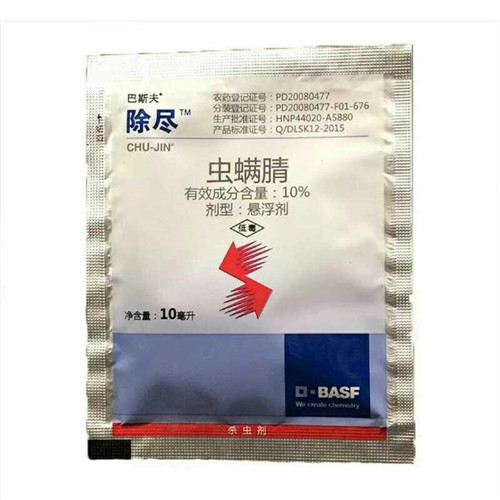 巴斯夫®
除尽™
CHU-JIN®
农药登记证号：PD20080477
分装登记证号：PD20080477-F01-676
生产批准证号：HNP44020-A5880
产品标准证号：Q/DLSK12-2015
虫螨腈
有效成分含量：10%
剂型：悬浮剂
低毒
净含量：10毫升
BASF
We create chemistry
杀虫剂